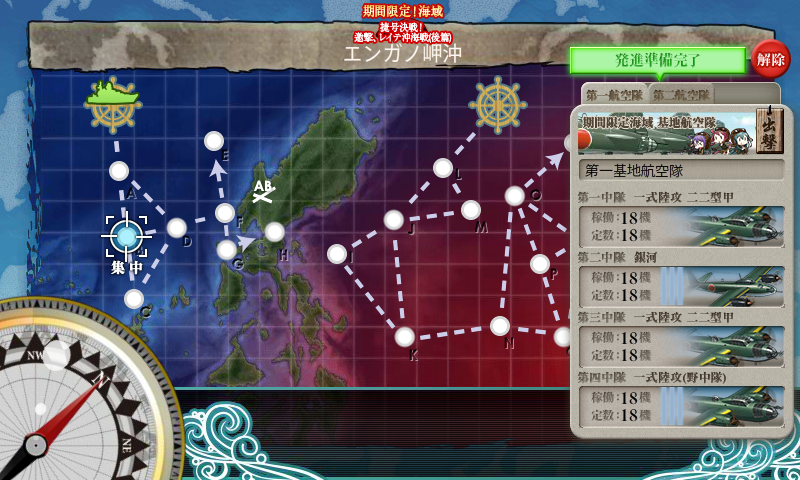 期間限定!海域
捷号決戦!
邀撃、レイテ沖海戦(後篇)
エンガノ岬沖
発進準備完了
解除
第一航空隊
第二航空隊
期間限定海域 基地航空隊
出撃
第一基地航空隊
第一中隊 一式陸攻 二二型甲
稼働:18機
定数:18機
第二中隊 銀河
稼働:18機
定数:18機
第三中隊 一式陸攻 二二型甲
稼働:18機
定数:18機
第四中隊 一式陸攻(野中隊)
稼働:18機
定数:18機
E
A
AB
L
O
F
D
J
M
集中
G
H
I
P
C
K
N
NW
N
NE